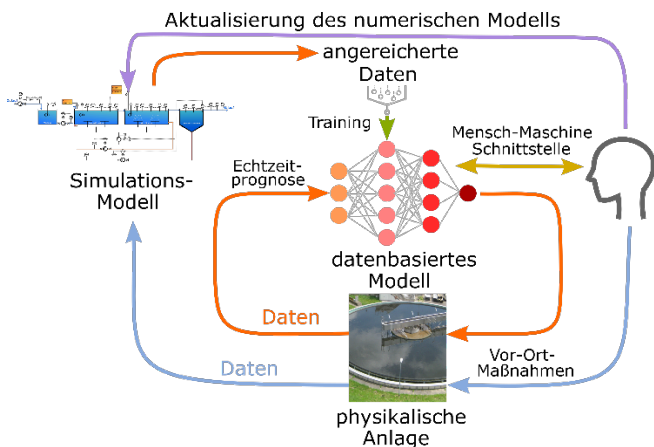 Aktualisierung des numerischen Modells
angereicherte
Daten
Training
Mensch-Maschine
Schnittstelle
Echtzeit-
prognose
Simulations-
Modell
datenbasiertes
Modell
Daten
Daten
Vor-Ort-
Maßnahmen
physikalische
Anlage